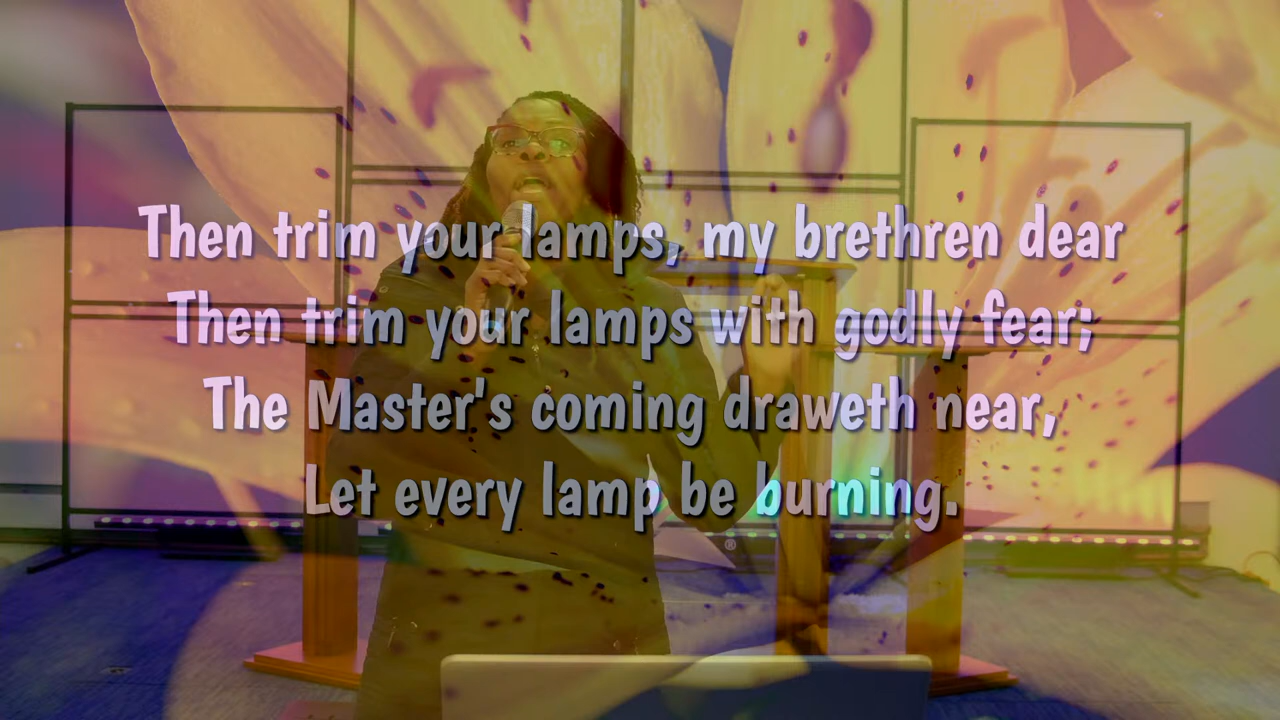 Then trim your lamps, my brethren dear
Then trim your lamps with godly fear;
The Master's coming draweth near,
Let every lamp be burning.
®